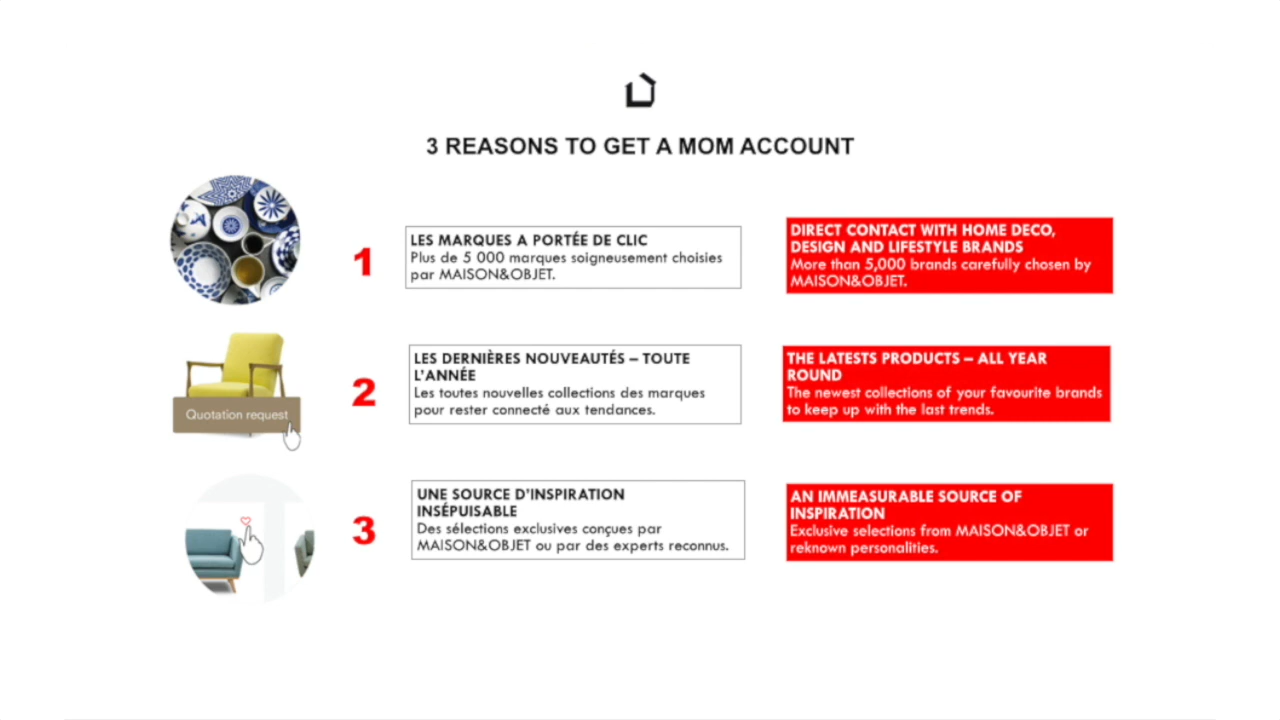 3 REASONS TO GET A MOM ACCOUNT
1
LES MARQUES A PORTÉE DE CLIC
Plus de 5 000 marques soigneusement choisies
par MAISON&OBJET.
DIRECT CONTACT WITH HOME DECO,
DESIGN AND LIFESTYLE BRANDS
More than 5,000 brands carefully chosen by
MAISON&OBJET.
Quotation request
2
LES DERNIÈRES NOUVEAUTÉS – TOUTE
L'ANNÉE
Les toutes nouvelles collections des marques
pour rester connecté aux tendances.
THE LATESTS PRODUCTS – ALL YEAR
ROUND
The newest collections of your favourite brands
to keep up with the last trends.
3
UNE SOURCE D'INSPIRATION
INSÉPUISABLE
Des sélections exclusives conçues par
MAISON&OBJET ou par des experts reconnus.
AN IMMEASURABLE SOURCE OF
INSPIRATION
Exclusive selections from MAISON&OBJET or
reknown personalities.